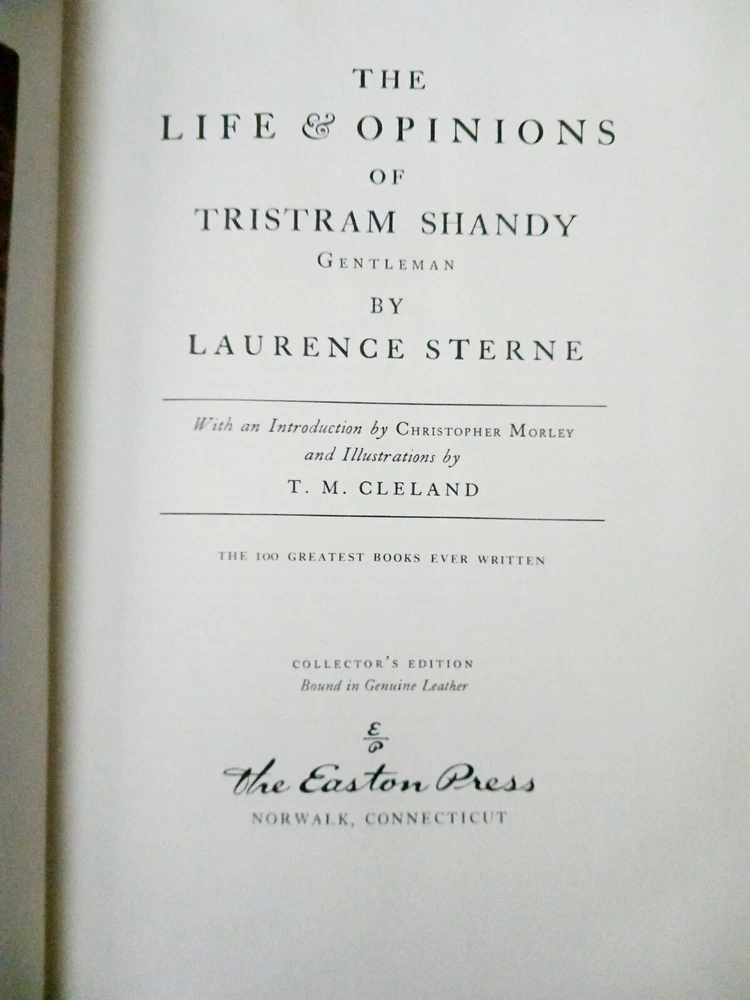 THE
LIFE & OPINIONS
OF
TRISTRAM SHANDY
GENTLEMAN
BY
LAURENCE STERNE
With an Introduction by CHRISTOPHER MORLEY
and Illustrations by
T. M. CLELAND
THE 100 GREATEST BOOKS EVER WRITTEN
COLLECTOR'S EDITION
Bound in Genuine Leather
E
P
The Easton Press
NORWALK, CONNECTICUT